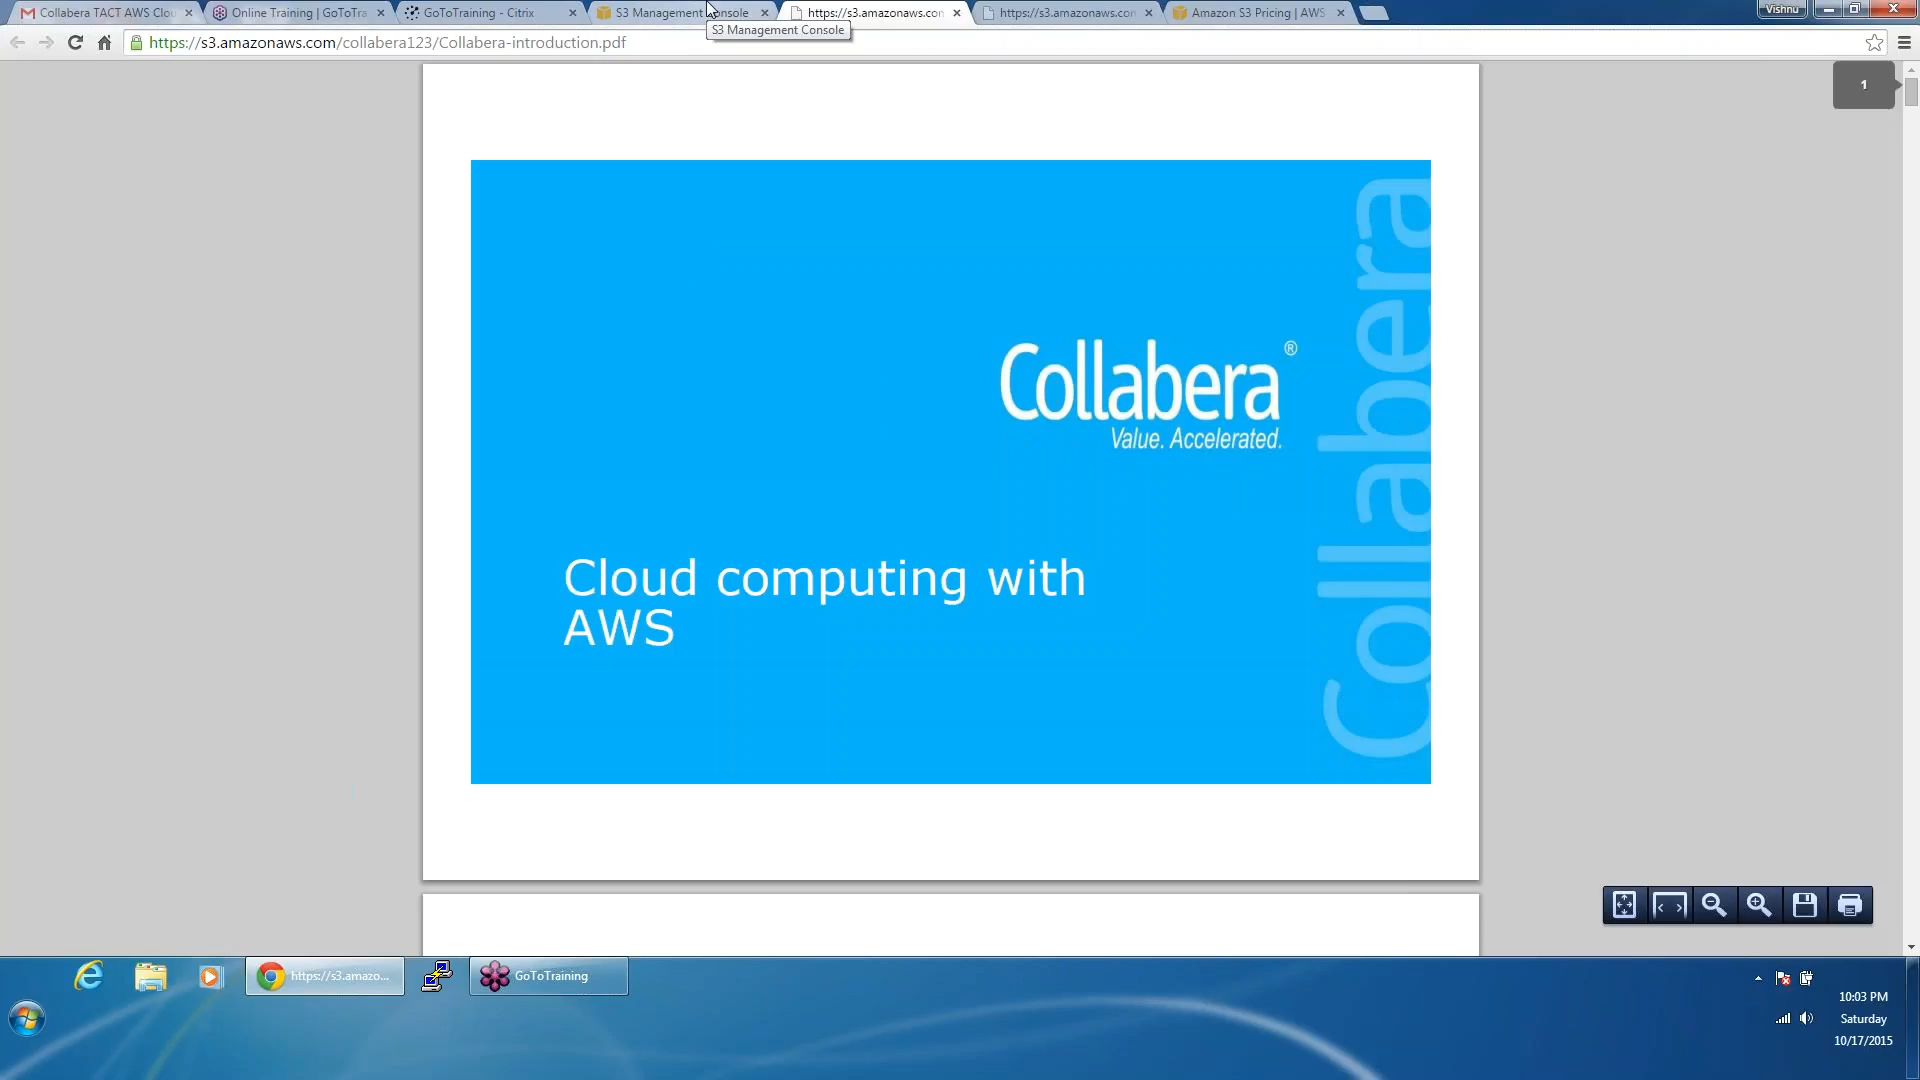 Collabera TACT AWS Clou
Online Training | GoToTra
GoToTraining - Citrix
S3 Management Console
https://s3.amazonaws.con
https://s3.amazonaws.con
Amazon S3 Pricing | AWS
Vishnu
S3 Management Console
https://s3.amazonaws.com/collabera123/Collabera-introduction.pdf
1
Collabera®
Value. Accelerated.
Collabera
Cloud computing with
AWS
https://s3.amazo...
GoToTraining
10:03 PM
Saturday
10/17/2015